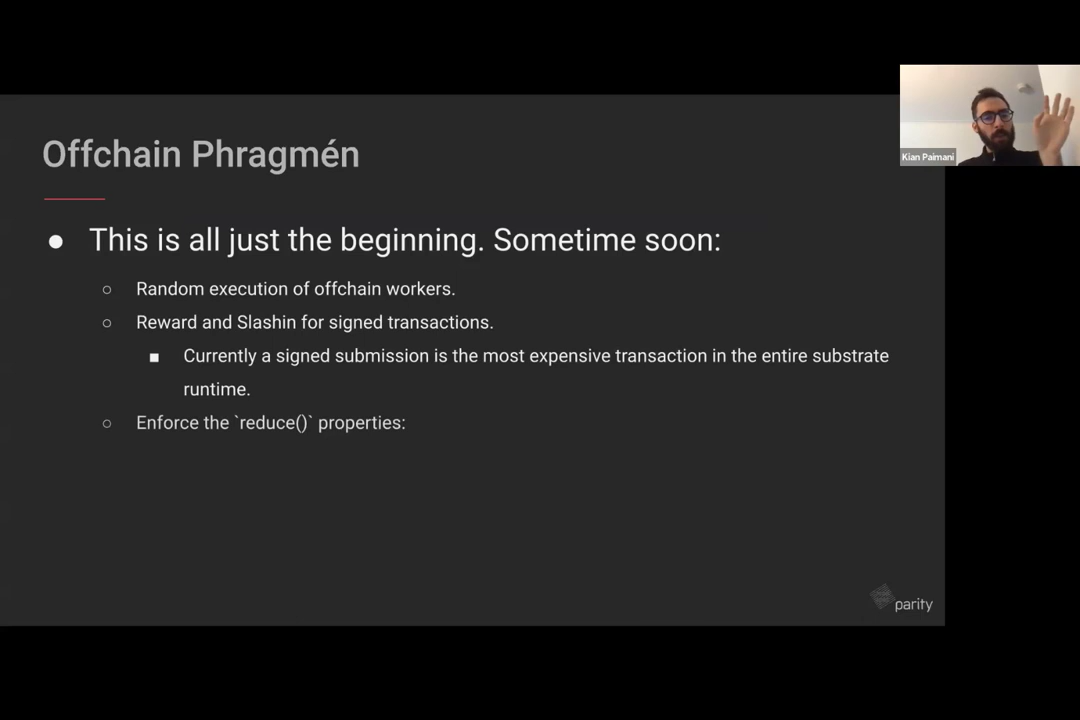 Offchain Phragmén
Kian Paimani
● This is all just the beginning. Sometime soon:
○ Random execution of offchain workers.
○ Reward and Slashin for signed transactions.
■ Currently a signed submission is the most expensive transaction in the entire substrate
runtime.
○ Enforce the `reduce()` properties:
parity